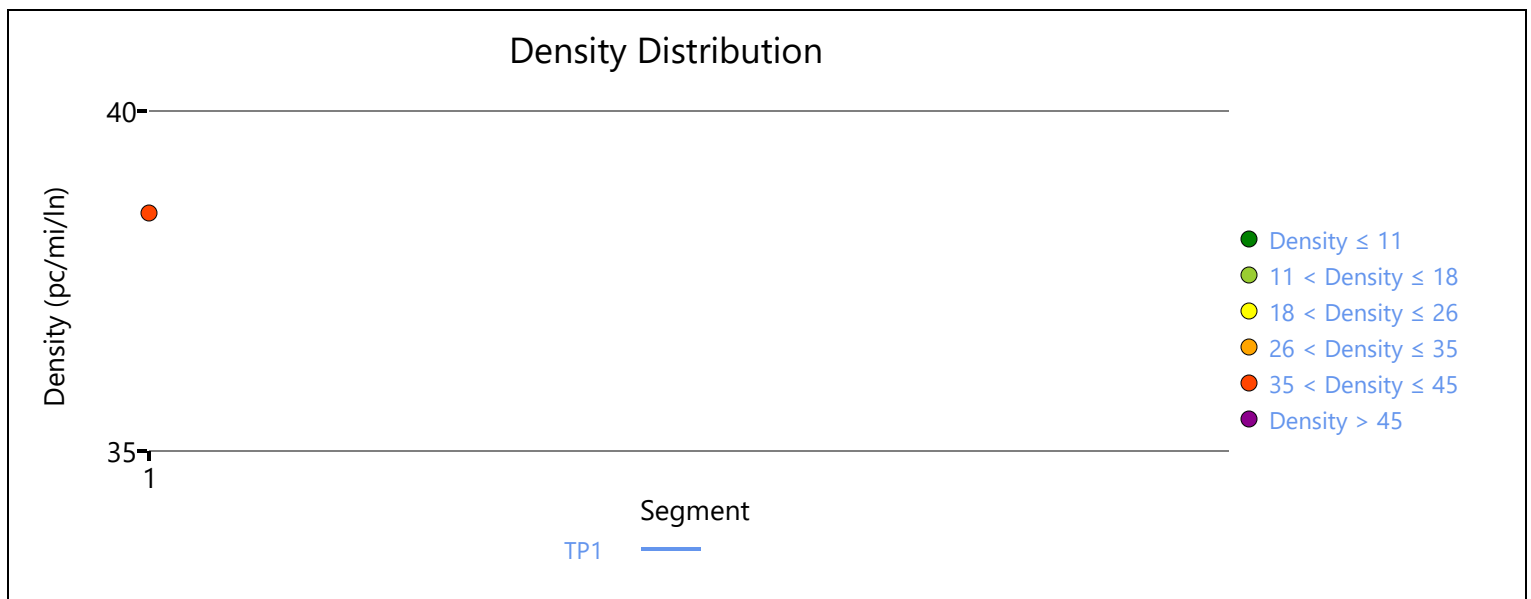 Density Distribution
40
Density (pc/mi/ln)
35
1
Segment
TP1
Density ≤ 11
11 < Density ≤ 18
18 < Density ≤ 26
26 < Density ≤ 35
35 < Density ≤ 45
Density > 45